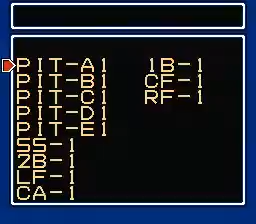 PIT-A1 1B-1
PIT-B1 CF-1
PIT-C1 RF-1
PIT-D1
PIT-E1
SS-1
2B-1
LF-1
CA-1